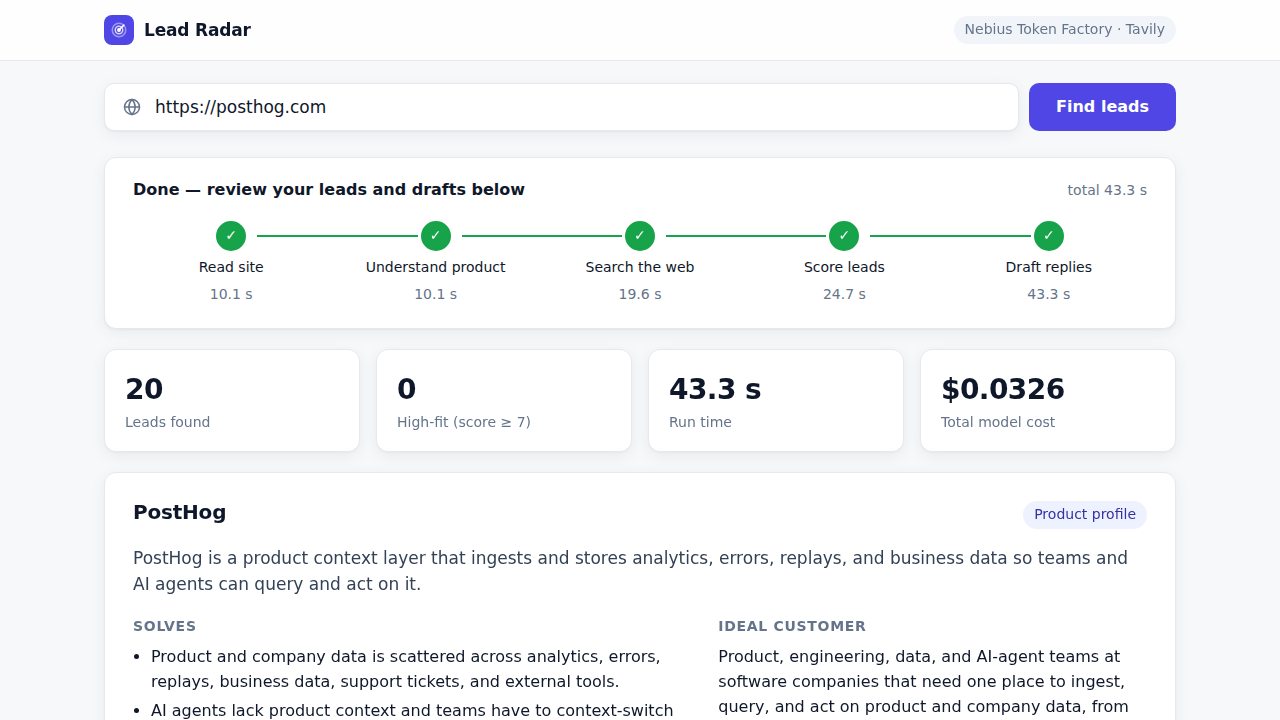 Lead Radar
Nebius Token Factory · Tavily
https://posthog.com
Find leads
Done — review your leads and drafts below
total 43.3 s
✓ ✓ ✓ ✓ ✓
Read site
Understand product
Search the web
Score leads
Draft replies
10.1 s
10.1 s
19.6 s
24.7 s
43.3 s
20
Leads found
0
High-fit (score ≥ 7)
43.3 s
Run time
$0.0326
Total model cost
PostHog
Product profile
PostHog is a product context layer that ingests and stores analytics, errors, replays, and business data so teams and
AI agents can query and act on it.
SOLVES
• Product and company data is scattered across analytics, errors,
replays, business data, support tickets, and external tools.
• AI agents lack product context and teams have to context-switch
IDEAL CUSTOMER
Product, engineering, data, and AI-agent teams at
software companies that need one place to ingest,
query, and act on product and company data, from